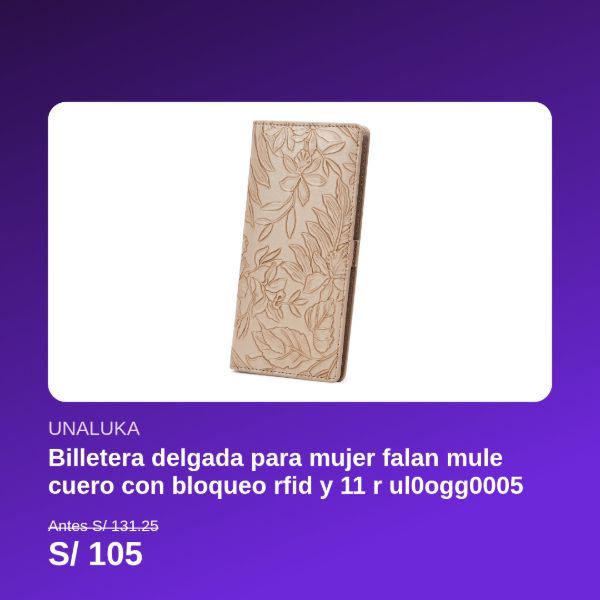 UNALUKA
Billetera delgada para mujer falan mule
cuero con bloqueo rfid y 11 r ul0ogg0005
Antes S/ 131.25
S/ 105